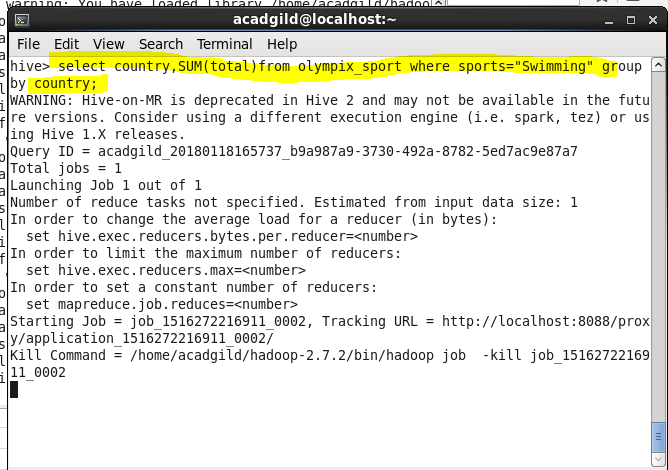 warning: You have loaded library /home/acadgild/hadoo
acadgild@localhost:~
File Edit View Search Terminal Help
hive> select country,SUM(total)from olympix_sport where sports="Swimming" group
by country;
WARNING: Hive-on-MR is deprecated in Hive 2 and may not be available in the futu
re versions. Consider using a different execution engine (i.e. spark, tez) or us
ing Hive 1.X releases.
Query ID = acadgild_20180118165737_b9a987a9-3730-492a-8782-5ed7ac9e87a7
Total jobs = 1
Launching Job 1 out of 1
Number of reduce tasks not specified. Estimated from input data size: 1
In order to change the average load for a reducer (in bytes):
  set hive.exec.reducers.bytes.per.reducer=<number>
In order to limit the maximum number of reducers:
  set hive.exec.reducers.max=<number>
In order to set a constant number of reducers:
  set mapreduce.job.reduces=<number>
Starting Job = job_1516272216911_0002, Tracking URL = http://localhost:8088/prox
y/application_1516272216911_0002/
Kill Command = /home/acadgild/hadoop-2.7.2/bin/hadoop job  -kill job_15162722169
11_0002